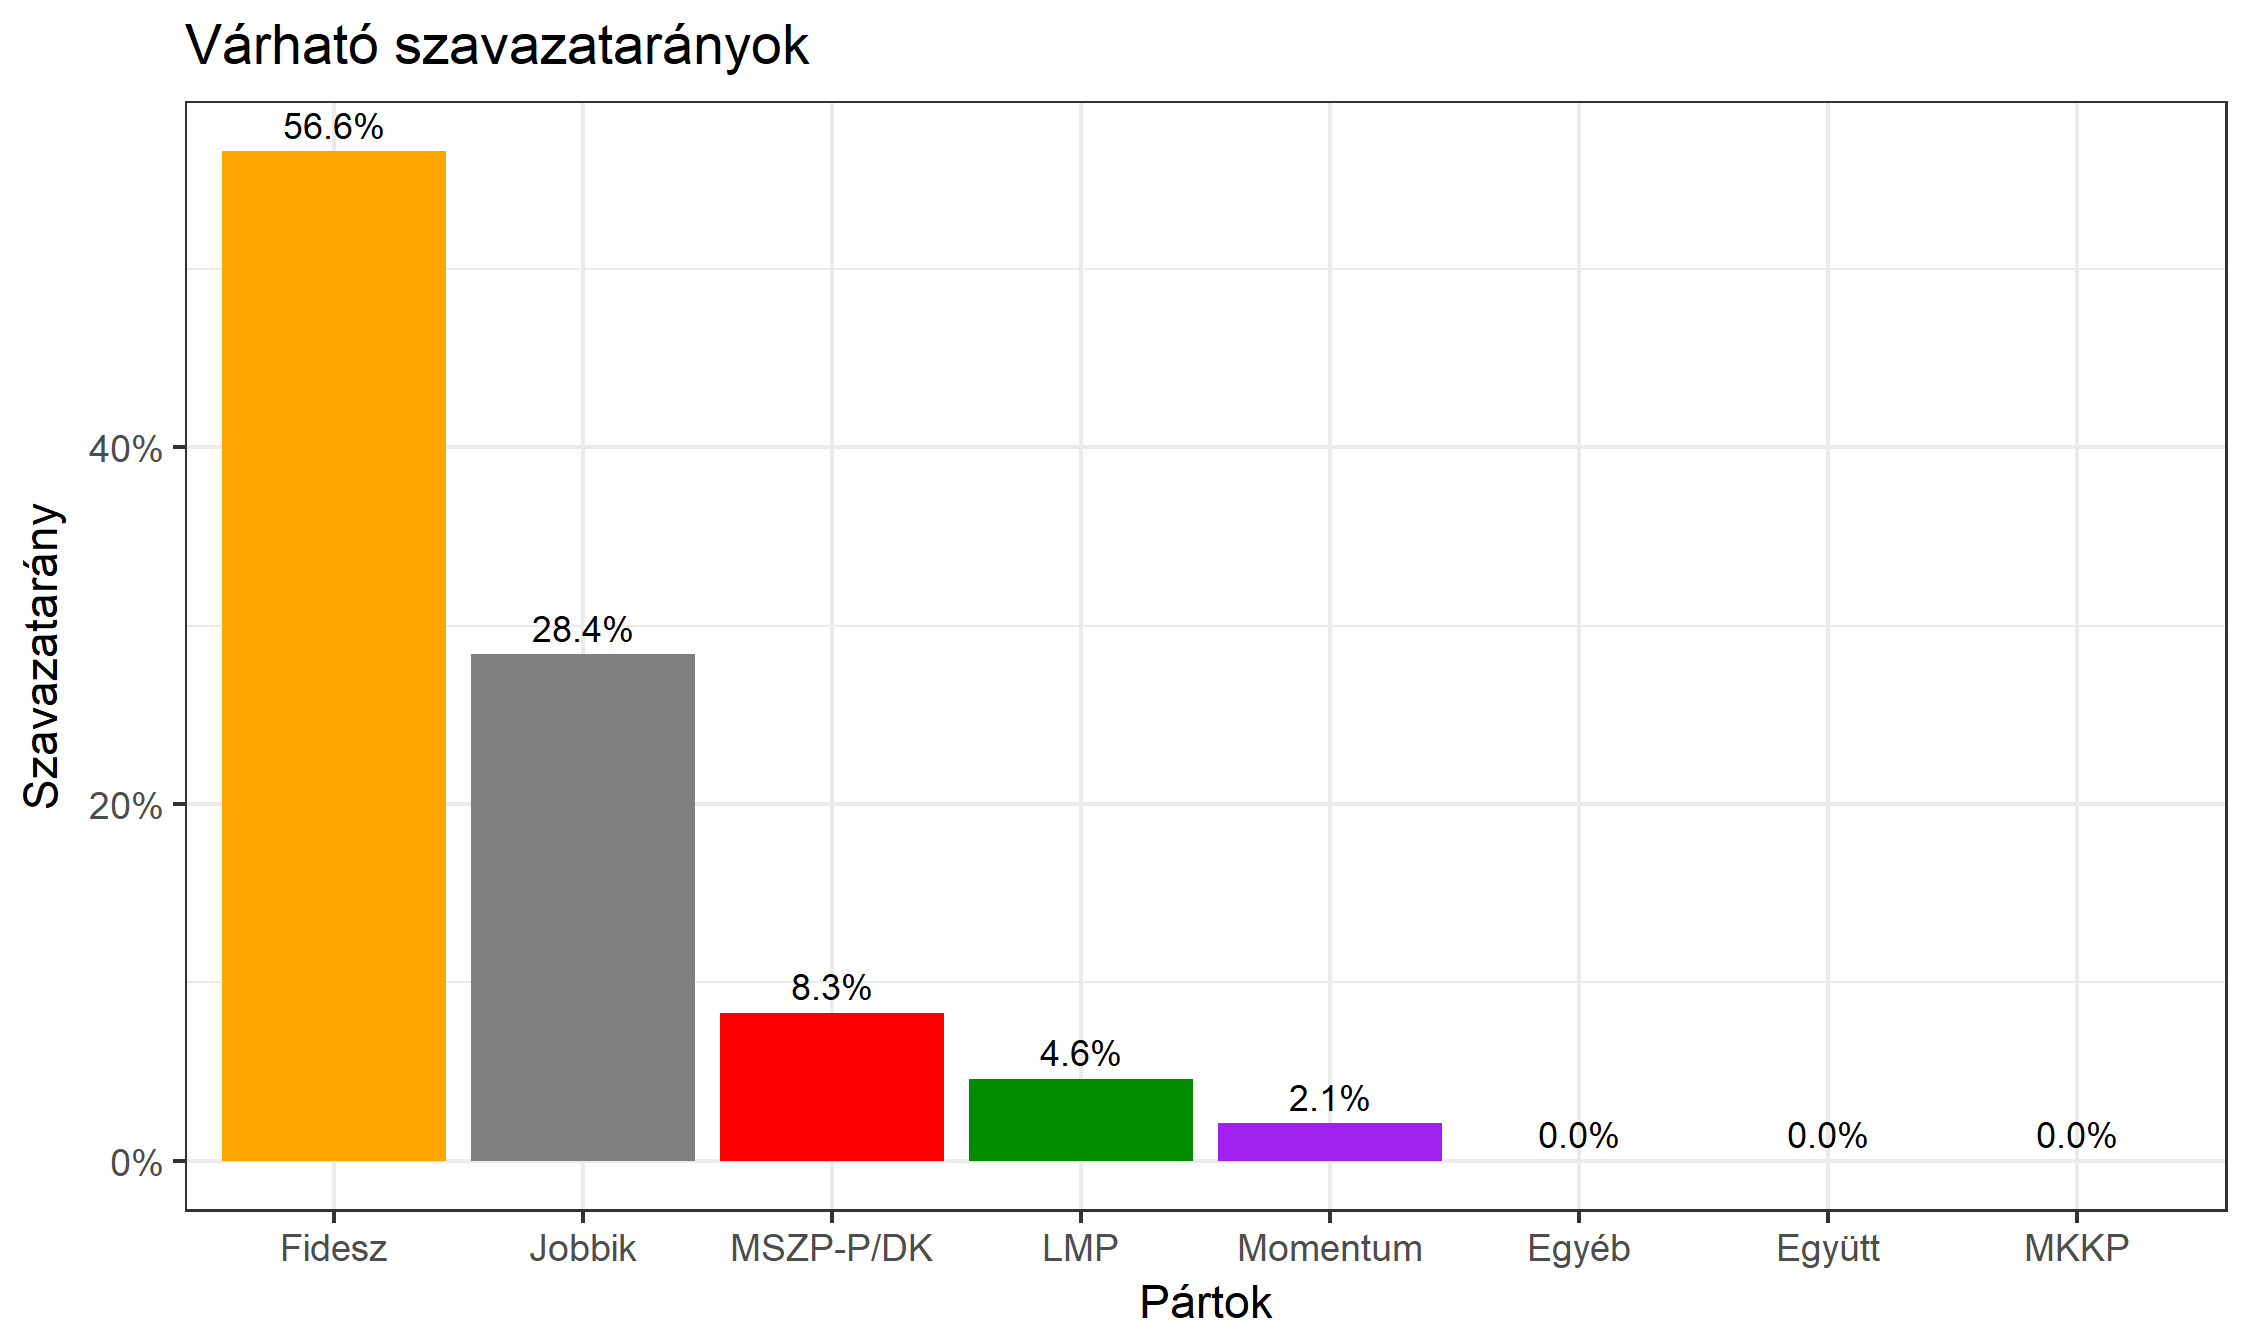 Várható szavazatarányok
56.6%
28.4%
8.3%
4.6%
2.1%
0.0%
0.0%
0.0%
40%
20%
0%
Szavazatarány
Fidesz
Jobbik
MSZP-P/DK
LMP
Momentum
Egyéb
Együtt
MKKP
Pártok